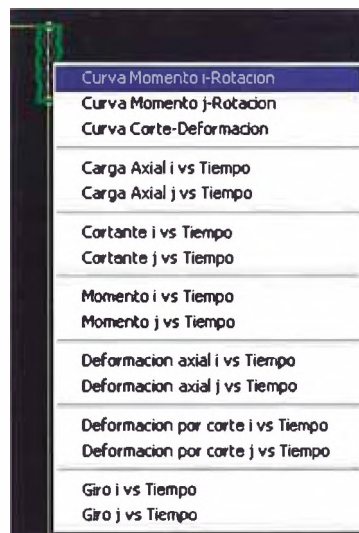 Curva Momento i-Rotacion
Curva Momento j-Rotacion
Curva Corte-Deformacion
Carga Axial i vs Tiempo
Carga Axial j vs Tiempo
Cortante i vs Tiempo
Cortante j vs Tiempo
Momento i vs Tiempo
Momento j vs Tiempo
Deformacion axial i vs Tiempo
Deformacion axial j vs Tiempo
Deformacion por corte i vs Tiempo
Deformacion por corte j vs Tiempo
Giro i vs Tiempo
Giro j vs Tiempo